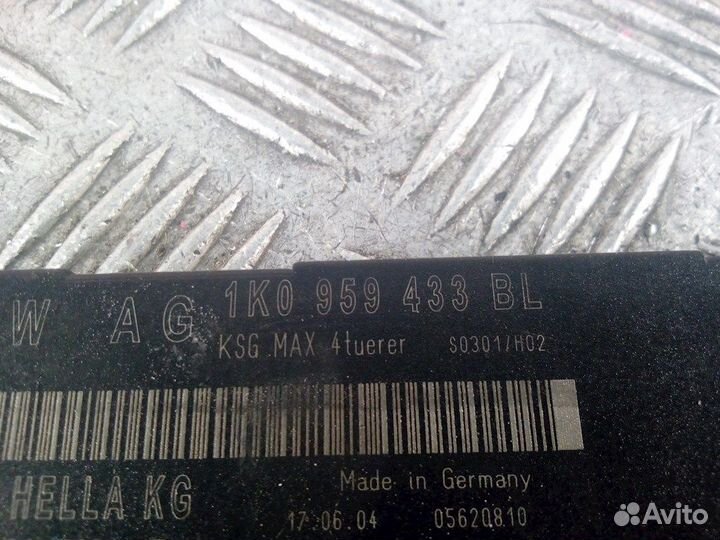 W AG 1K0 959 433 BL
KSG MAX 4tuerer S0301/H02
Made in Germany
HELLA KG
17.06.04 05620810
Avito